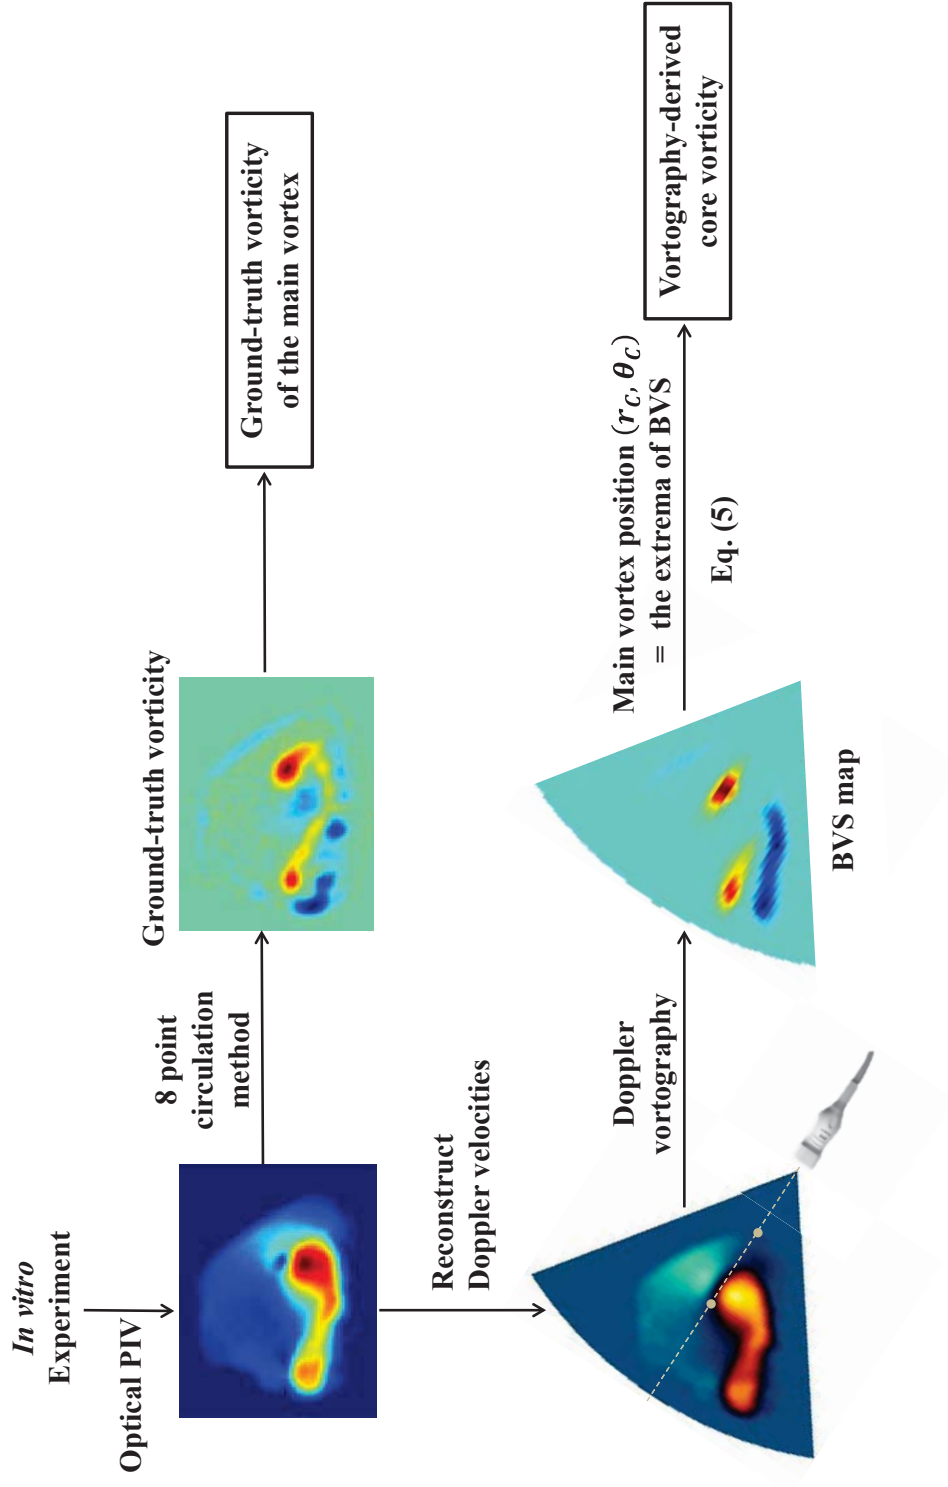 In vitro
Experiment
Optical PIV
8 point
circulation
method
Ground-truth vorticity
Ground-truth vorticity
of the main vortex
Reconstruct
Doppler velocities
Doppler
vortography
BVS map
Main vortex position (r_C, θ_C)
= the extrema of BVS
Eq. (5)
Vortography-derived
core vorticity